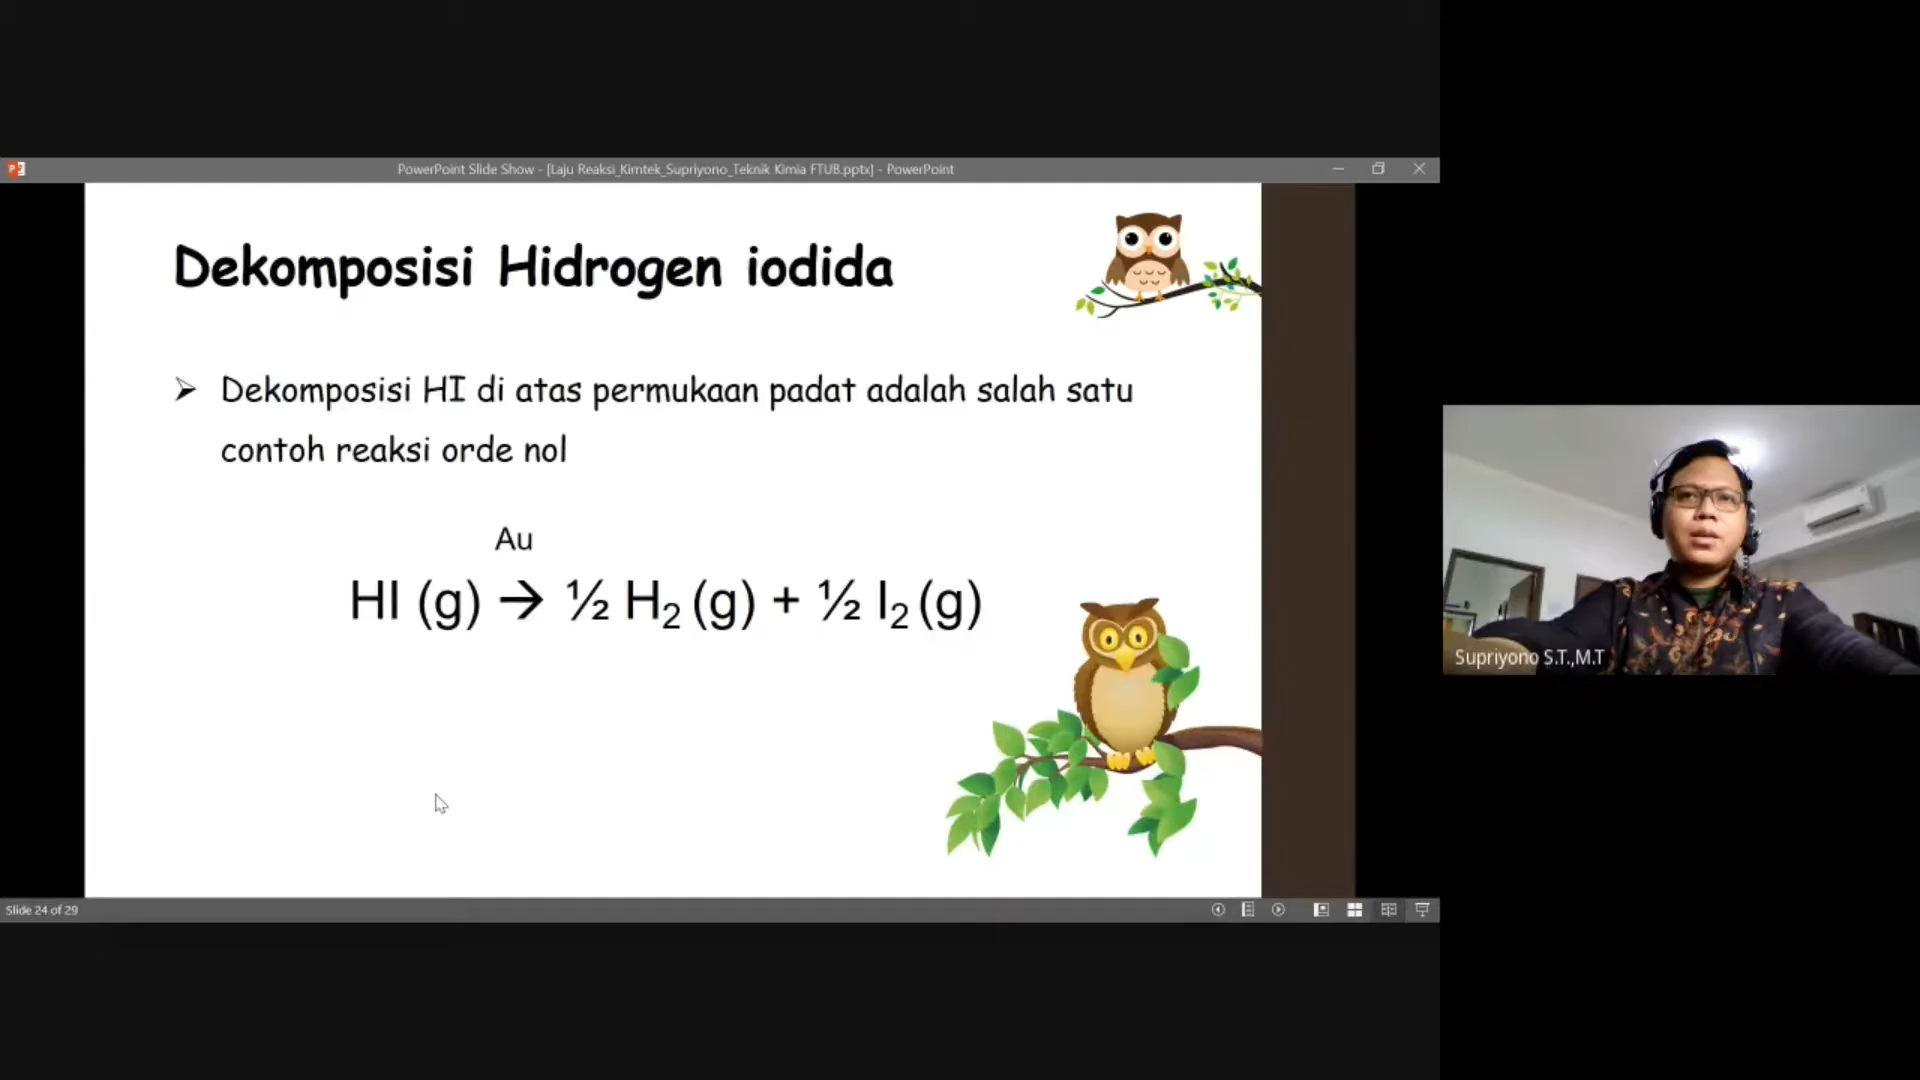 PowerPoint Slide Show - [Laju Reaksi_Kimtek_Supriyono_Teknik Kimia FTUB.pptx] - PowerPoint
Dekomposisi Hidrogen iodida
➢ Dekomposisi HI di atas permukaan padat adalah salah satu
contoh reaksi orde nol
Au
HI (g) → ½ H₂ (g) + ½ I₂ (g)
Supriyono S.T.,M.T
Slide 24 of 29